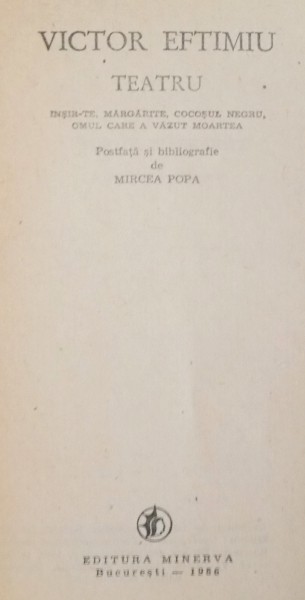 VICTOR EFTIMIU
TEATRU
INȘIR-TE, MĂRGĂRITE, COCOȘUL NEGRU,
OMUL CARE A VĂZUT MOARTEA
Postfață și bibliografie
de
MIRCEA POPA
EDITURA MINERVA
București — 1986